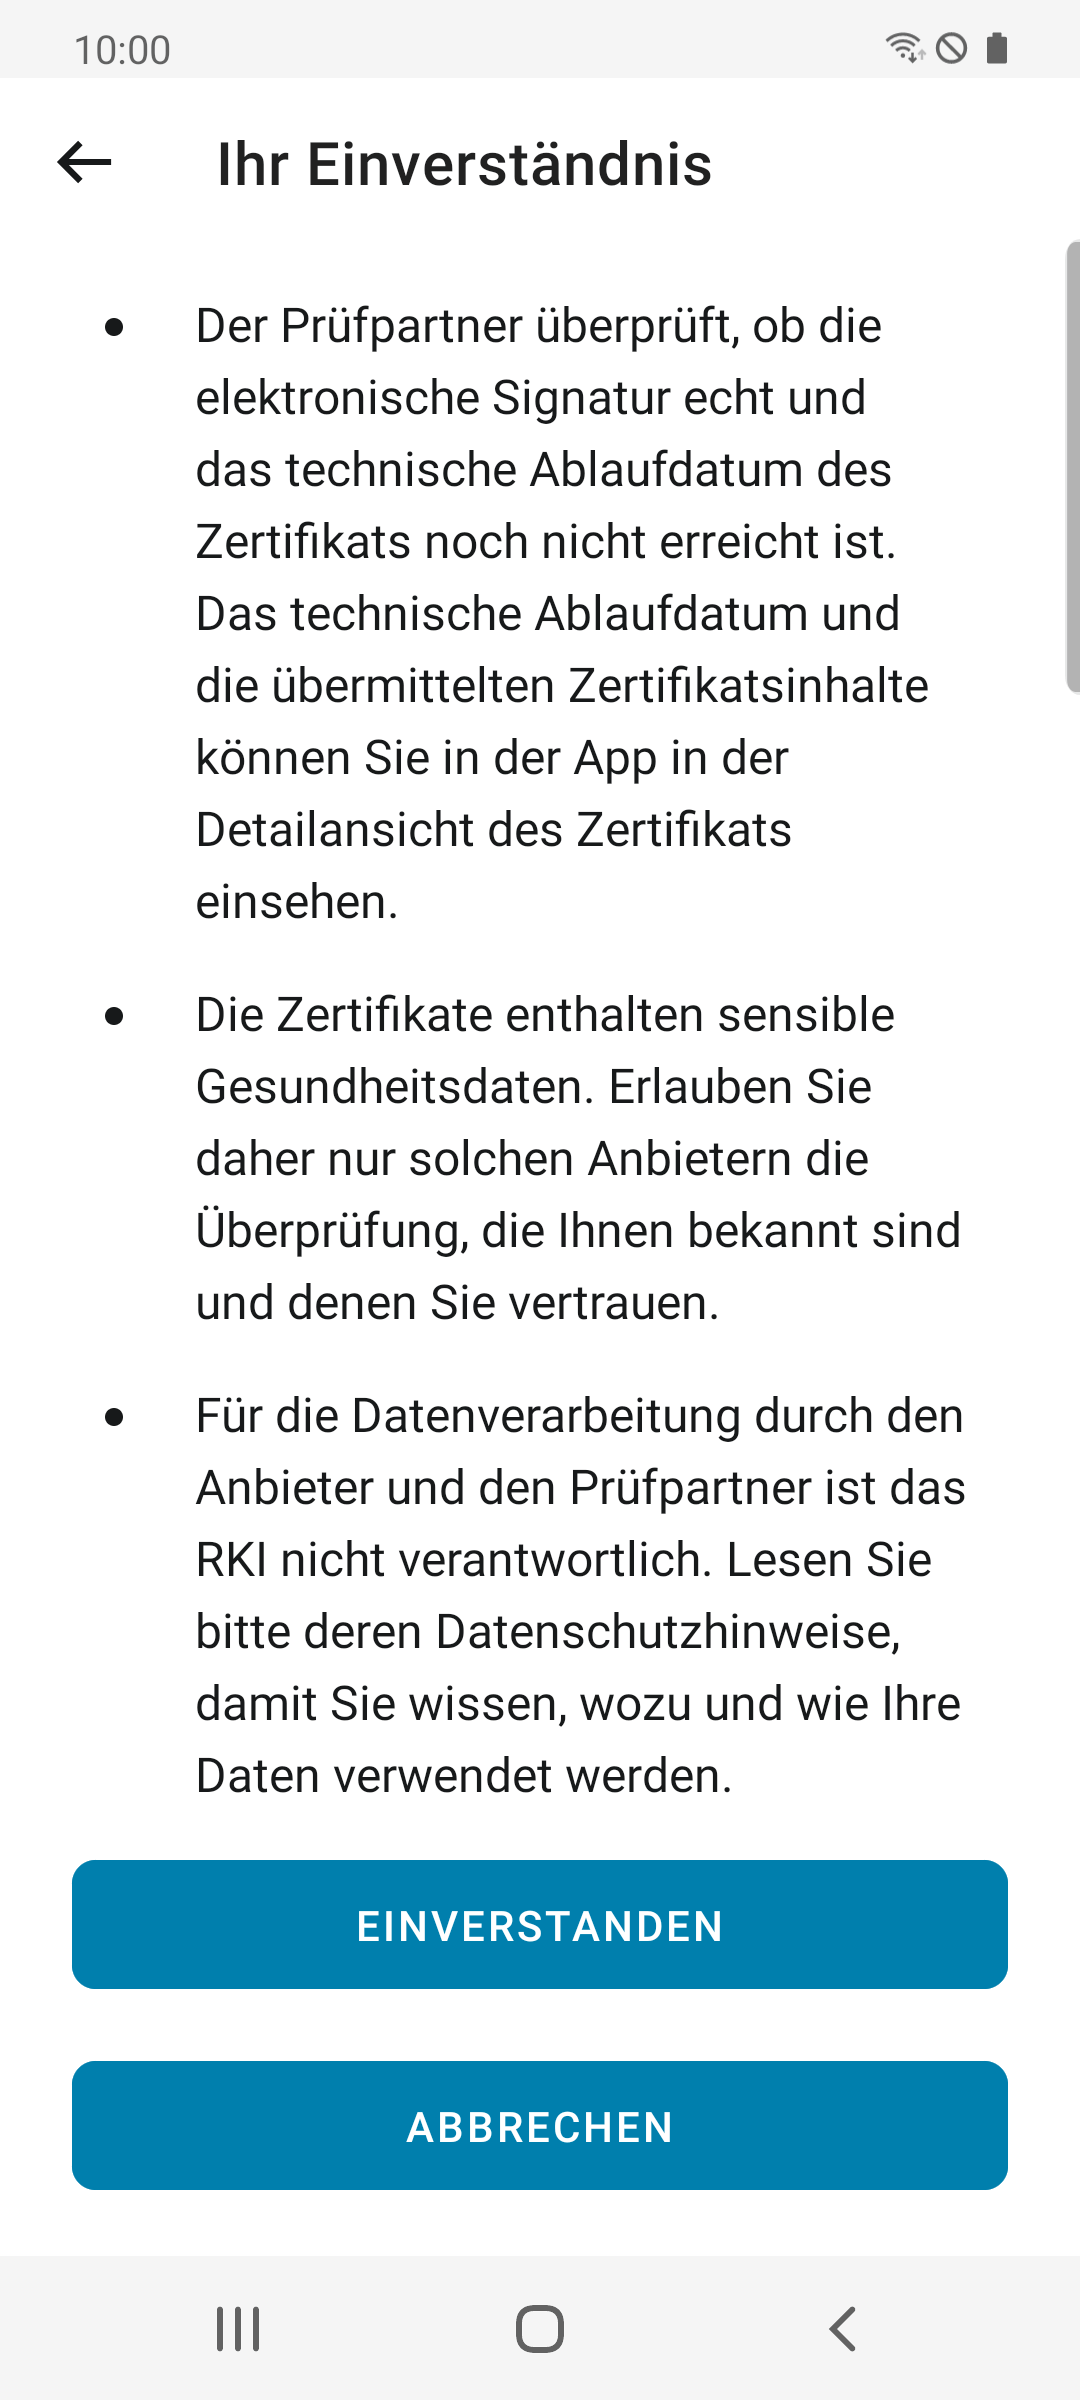 10:00
Ihr Einverständnis
• Der Prüfpartner überprüft, ob die
elektronische Signatur echt und
das technische Ablaufdatum des
Zertifikats noch nicht erreicht ist.
Das technische Ablaufdatum und
die übermittelten Zertifikatsinhalte
können Sie in der App in der
Detailansicht des Zertifikats
einsehen.
• Die Zertifikate enthalten sensible
Gesundheitsdaten. Erlauben Sie
daher nur solchen Anbietern die
Überprüfung, die Ihnen bekannt sind
und denen Sie vertrauen.
• Für die Datenverarbeitung durch den
Anbieter und den Prüfpartner ist das
RKI nicht verantwortlich. Lesen Sie
bitte deren Datenschutzhinweise,
damit Sie wissen, wozu und wie Ihre
Daten verwendet werden.
EINVERSTANDEN
ABBRECHEN